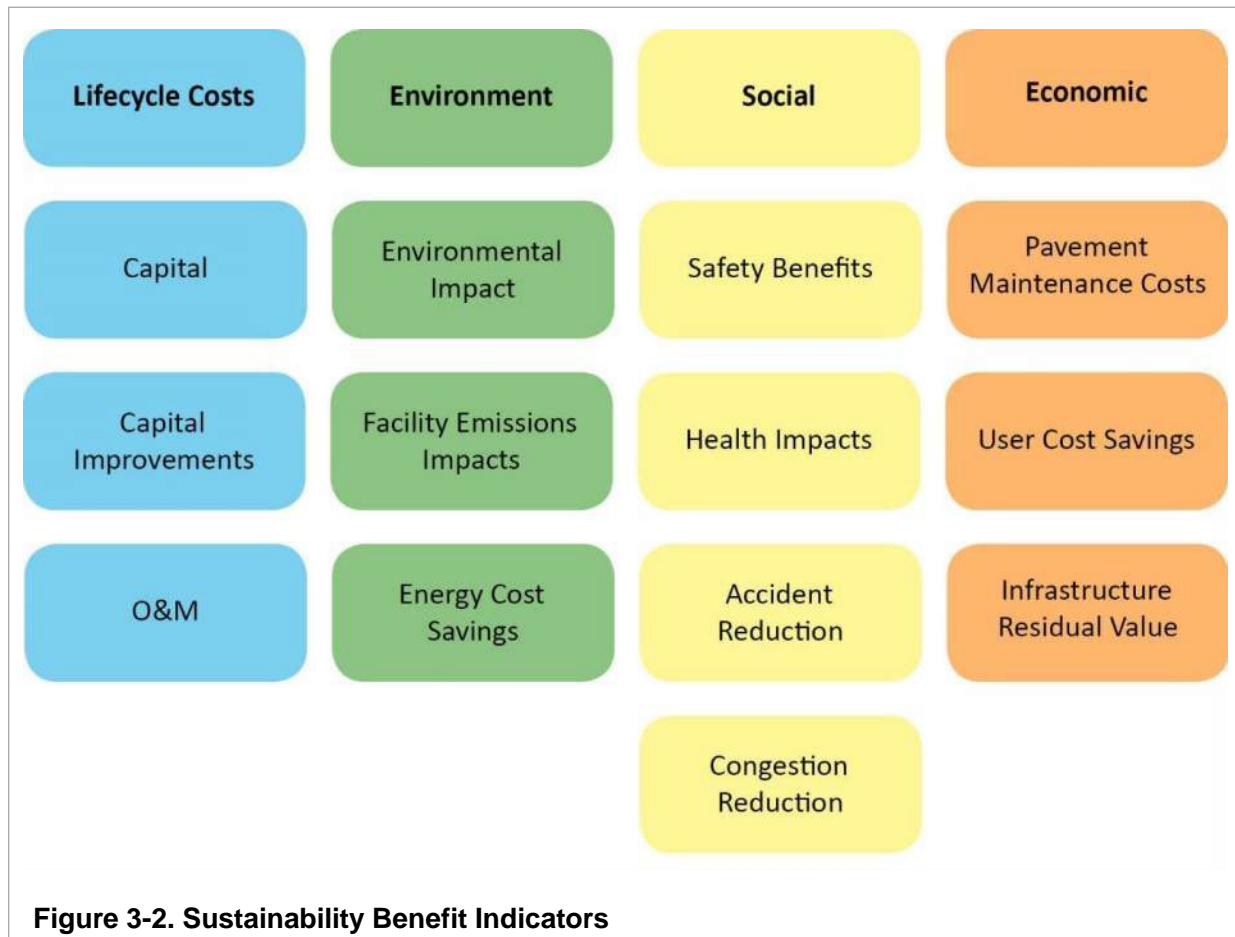 Lifecycle Costs
Environment
Social
Economic
Capital
Environmental
Impact
Safety Benefits
Pavement
Maintenance Costs
Capital
Improvements
Facility Emissions
Impacts
Health Impacts
User Cost Savings
O&M
Energy Cost
Savings
Accident
Reduction
Infrastructure
Residual Value
Congestion
Reduction
Figure 3-2. Sustainability Benefit Indicators